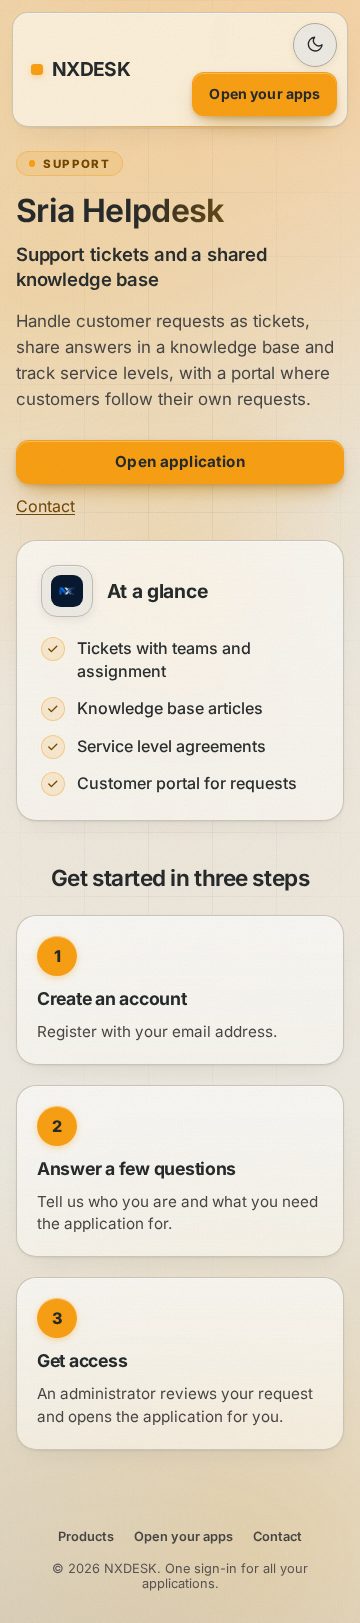 NXDESK
Open your apps
SUPPORT
Sria Helpdesk
Support tickets and a shared
knowledge base
Handle customer requests as tickets,
share answers in a knowledge base and
track service levels, with a portal where
customers follow their own requests.
Open application
Contact
NX
At a glance
Tickets with teams and
assignment
Knowledge base articles
Service level agreements
Customer portal for requests
Get started in three steps
1
Create an account
Register with your email address.
2
Answer a few questions
Tell us who you are and what you need
the application for.
3
Get access
An administrator reviews your request
and opens the application for you.
Products Open your apps Contact
© 2026 NXDESK. One sign-in for all your
applications.